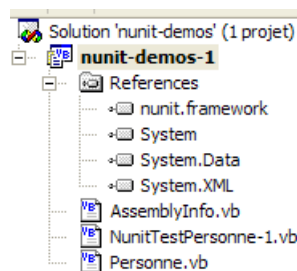 Solution 'nunit-demos' (1 projet)
nunit-demos-1
References
nunit.framework
System
System.Data
System.XML
AssemblyInfo.vb
NunitTestPersonne-1.vb
Personne.vb